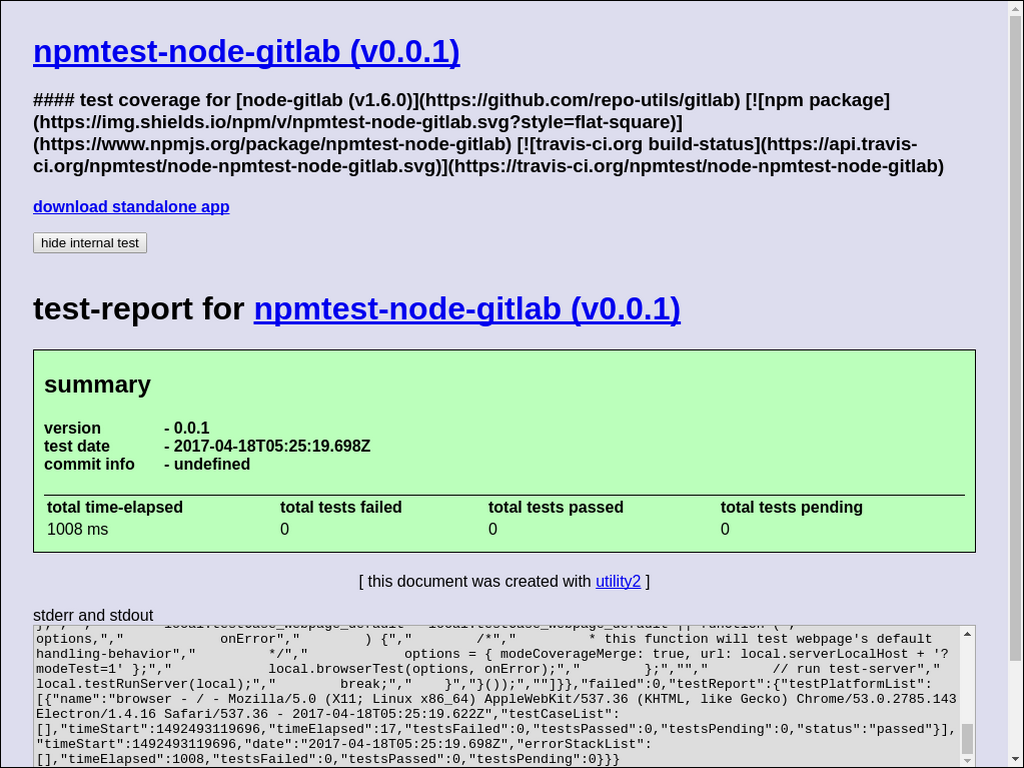 npmtest-node-gitlab (v0.0.1)
#### test coverage for [node-gitlab (v1.6.0)](https://github.com/repo-utils/gitlab) [![npm package]
(https://img.shields.io/npm/v/npmtest-node-gitlab.svg?style=flat-square)]
(https://www.npmjs.org/package/npmtest-node-gitlab) [![travis-ci.org build-status](https://api.travis-
ci.org/npmtest/node-npmtest-node-gitlab.svg)](https://travis-ci.org/npmtest/node-npmtest-node-gitlab)
download standalone app
hide internal test
test-report for npmtest-node-gitlab (v0.0.1)
summary
version - 0.0.1
test date - 2017-04-18T05:25:19.698Z
commit info - undefined
total time-elapsed total tests failed total tests passed total tests pending
1008 ms 0 0 0
[ this document was created with utility2 ]
stderr and stdout
options,"," onError"," ) {"," /*"," * this function will test webpage's default
handling-behavior"," */"," options = { modeCoverageMerge: true, url: local.serverLocalHost + '?
modeTest=1' };"," local.browserTest(options, onError);"," };",""," // run test-server","
local.testRunServer(local);"," break;"," }","}());",""]}},"failed":0,"testReport":{"testPlatformList":
[{"name":"browser - / - Mozilla/5.0 (X11; Linux x86_64) AppleWebKit/537.36 (KHTML, like Gecko) Chrome/53.0.2785.143
Electron/1.4.16 Safari/537.36 - 2017-04-18T05:25:19.622Z","testCaseList":
[],"timeStart":1492493119696,"timeElapsed":17,"testsFailed":0,"testsPassed":0,"testsPending":0,"status":"passed"}],
"timeStart":1492493119696,"date":"2017-04-18T05:25:19.698Z","errorStackList":
[],"timeElapsed":1008,"testsFailed":0,"testsPassed":0,"testsPending":0}}}